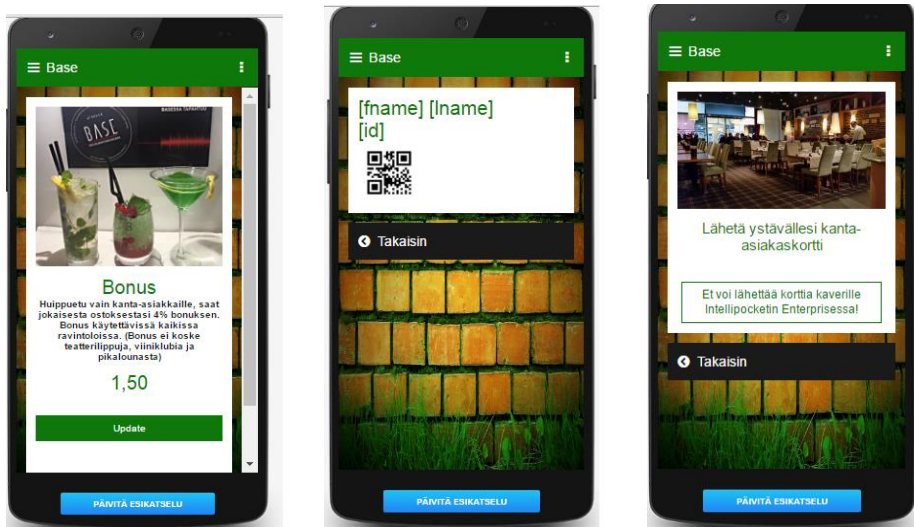 Base
BASESSA TAPAHTUU
BASE
Bonus
Huippuetu vain kanta-asiakkaille, saat
jokaisesta ostoksestasi 4% bonuksen.
Bonus käytettävissä kaikissa
ravintoloissa. (Bonus ei koske
teatterilippuja, viiniklubia ja
pikalounasta)
1,50
Update
PÄIVITÄ ESIKATSELU
Base
[fname] [lname]
[id]
Takaisin
PÄIVITÄ ESIKATSELU
Base
Lähetä ystävällesi kanta-
asiakaskortti
Et voi lähettää korttia kaverille
Intellipocketin Enterprisessa!
Takaisin
PÄIVITÄ ESIKATSELU